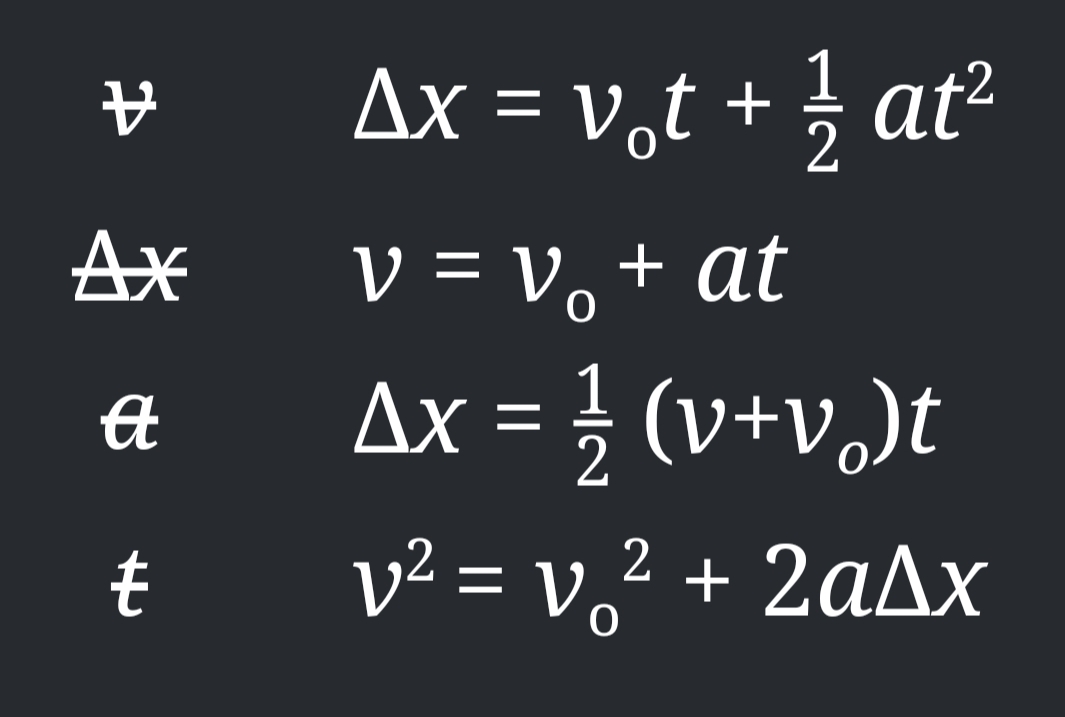 v̶ Δx = v₀t + ½ at²
Δ̶x̶ v = v₀ + at
a̶ Δx = ½ (v+v₀)t
t̶ v² = v₀² + 2aΔx